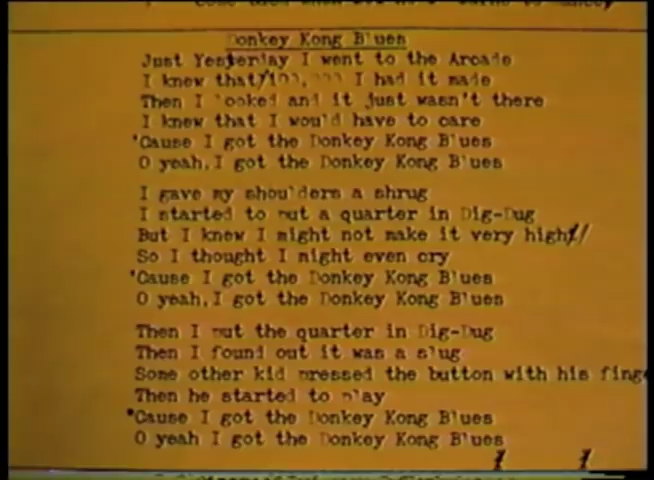 Donkey Kong Blues
Just Yesterday I went to the Arcade
I knew that 100,000 I had it made
Then I looked and it just wasn't there
I knew that I would have to care
'Cause I got the Donkey Kong Blues
O yeah, I got the Donkey Kong Blues
I gave my shoulders a shrug
I started to put a quarter in Dig-Dug
But I knew I might not make it very high
So I thought I might even cry
'Cause I got the Donkey Kong Blues
O yeah, I got the Donkey Kong Blues
Then I put the quarter in Dig-Dug
Then I found out it was a slug
Some other kid pressed the button with his fing
Then he started to play
'Cause I got the Donkey Kong Blues
O yeah I got the Donkey Kong Blues